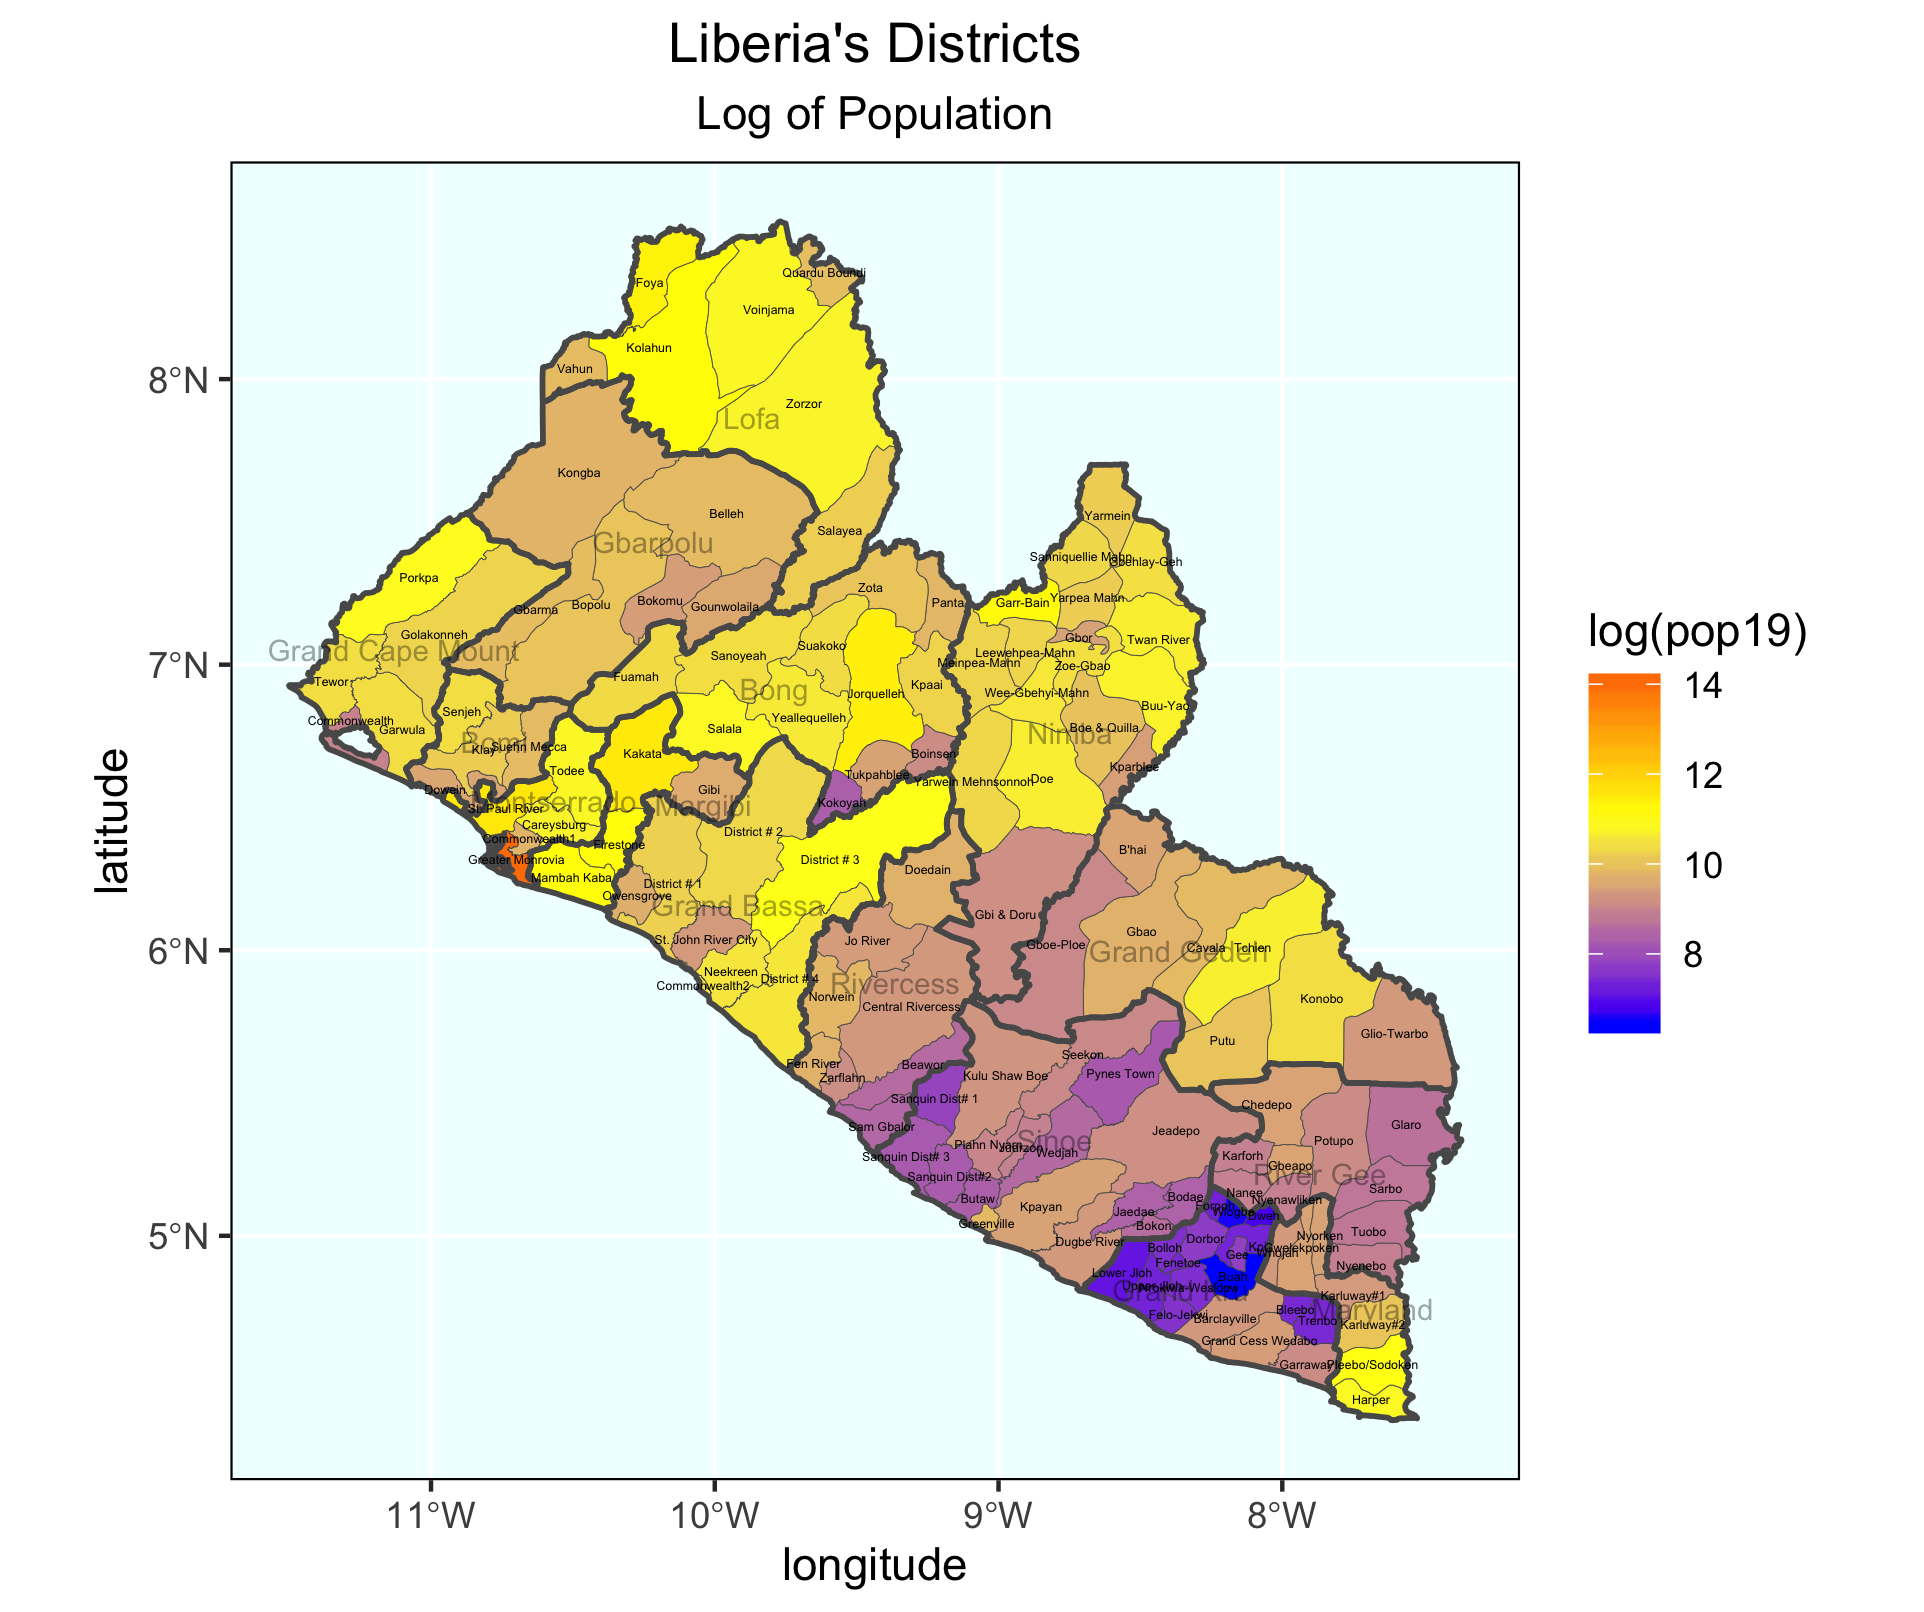 Liberia's Districts
Log of Population
Foya
Quardu Boundi
Voinjama
Kolahun
Vahun
Zorzor
Lofa
Kongba
Belleh
Salayea
Gbarpolu
Yarmein
Sanniquellie Mahn
Gbehlay-Geh
Porkpa
Zota
Panta
Garr-Bain
Yarpea Mahn
Gbarma
Bopolu
Bokomu
Gounwolaila
Golakonneh
Grand Cape Mount
Suakoko
Sanoyeah
Gbor
Twan River
Leewehpea-Mahn
Meinpea-Mahn
Zoe-Gbao
Tewor
Fuamah
Bong
Jorquelleh
Kpaai
Wee-Gbehyi-Mahn
Buu-Yao
Commonwealth
Garwula
Senjeh
Klay
Bomi
Suehn Mecca
Salala
Yeallequelleh
Boe & Quilla
Nimba
Todee
Kakata
Boinsen
Tukpahblee
Kparblee
Dowein
Gibi
Kokoyah
Yarwein Mehnsonnoh
Doe
St. Paul River
Montserrado
Margibi
Careysburg
Commonwealth1
Firestone
District # 2
District # 3
Greater Monrovia
Mambah Kaba
District # 1
Owensgrove
Grand Bassa
Doedain
B'hai
St. John River City
Jo River
Gbi & Doru
Gboe-Ploe
Gbao
Cavala
Tchien
Grand Gedeh
Neekreen
Commonwealth2
District # 4
Norwein
Rivercess
Central Rivercess
Konobo
Glio-Twarbo
Putu
Fen River
Zarflahn
Beawor
Kulu Shaw Boe
Seekon
Pynes Town
Sanquin Dist# 1
Sam Gbalor
Sanquin Dist# 3
Sanquin Dist#2
Butaw
Plahn Nyarn
Juarzon
Wedjah
Sinoe
Jeadepo
Chedepo
Potupo
Glaro
Karforh
Gbeapo
River Gee
Sarbo
Nanee
Nyenawliken
Greenville
Kpayan
Jaedae
Bodae
Bokon
Dugbe River
Forpoh
Wlogba
Dweh
Dorbor
Bolloh
Fenetoe
Gee
Whojah
Gwelekpoken
Nyorken
Tuobo
Nyenebo
Lower Jloh
Upper Jloh
Buah
Grand Kru
Felo-Jekwi
Barclayville
Bleebo
Trenbo
Karluway#1
Maryland
Karluway#2
Grand Cess Wedabo
Garraway
Pleebo/Sodoken
Harper
8°N
7°N
6°N
5°N
11°W
10°W
9°W
8°W
longitude
latitude
log(pop19)
14
12
10
8